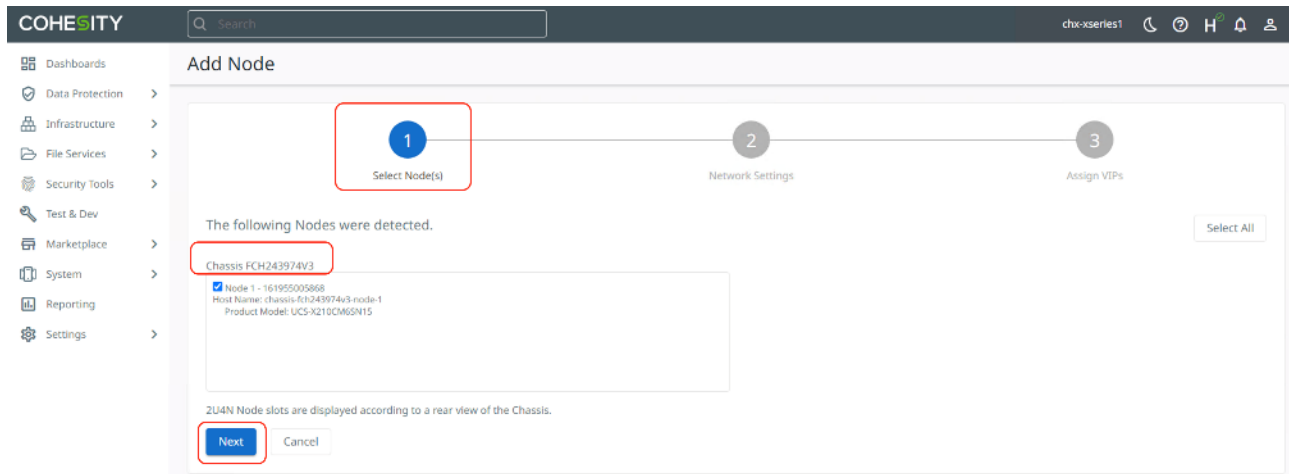 COHESITY
Search
chx-xseries1
H
Dashboards
Data Protection
Infrastructure
File Services
Security Tools
Test & Dev
Marketplace
System
Reporting
Settings
Add Node
1
2
3
Select Node(s)
Network Settings
Assign VIPs
The following Nodes were detected.
Select All
Chassis FCH243974V3
Node 1 - 161955005868
Host Name: chassis-fch243974v3-node-1
Product Model: UCS-X210CM6SN15
2U4N Node slots are displayed according to a rear view of the Chassis.
Next
Cancel